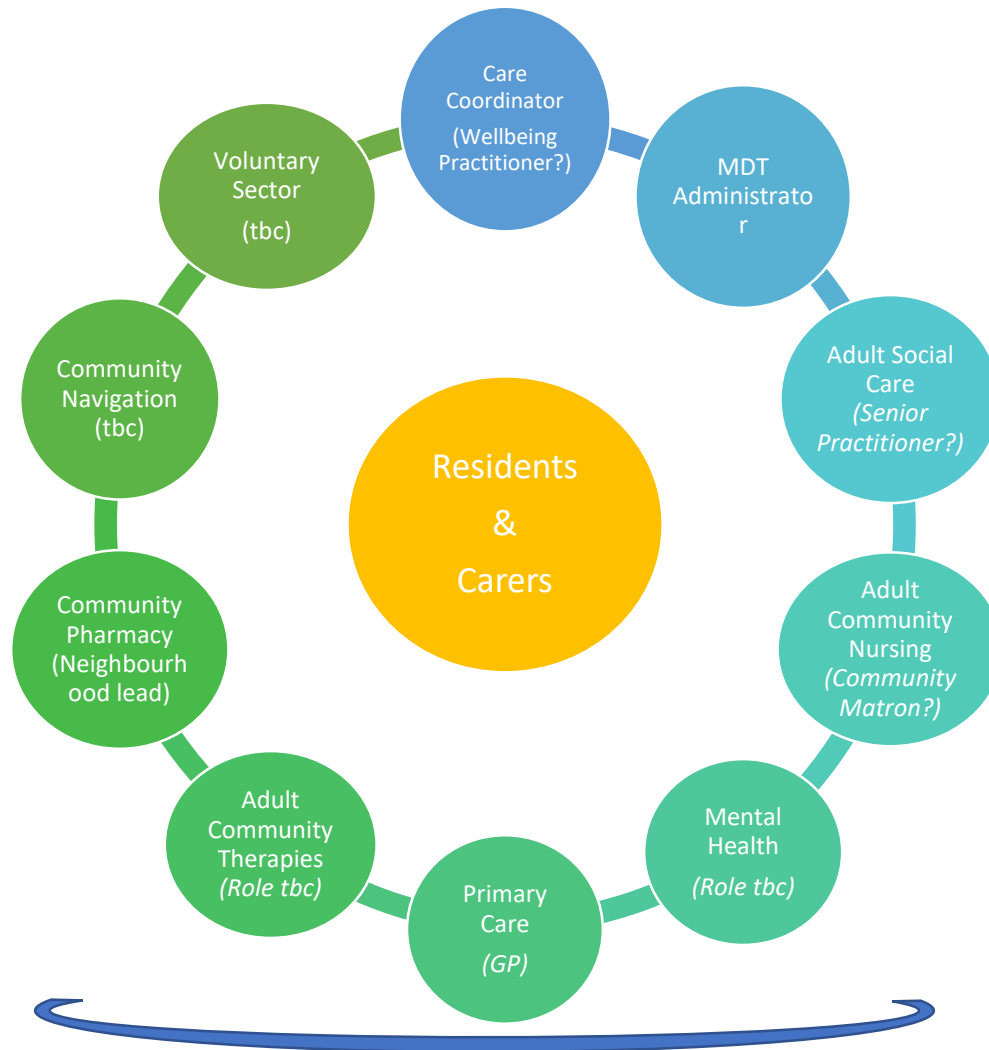 Care
Coordinator
(Wellbeing
Practitioner?)
MDT
Administrato
r
Adult Social
Care
(Senior
Practitioner?)
Adult
Community
Nursing
(Community
Matron?)
Mental
Health
(Role tbc)
Primary
Care
(GP)
Adult
Community
Therapies
(Role tbc)
Community
Pharmacy
(Neighbourh
ood lead)
Community
Navigation
(tbc)
Voluntary
Sector
(tbc)
Residents
&
Carers